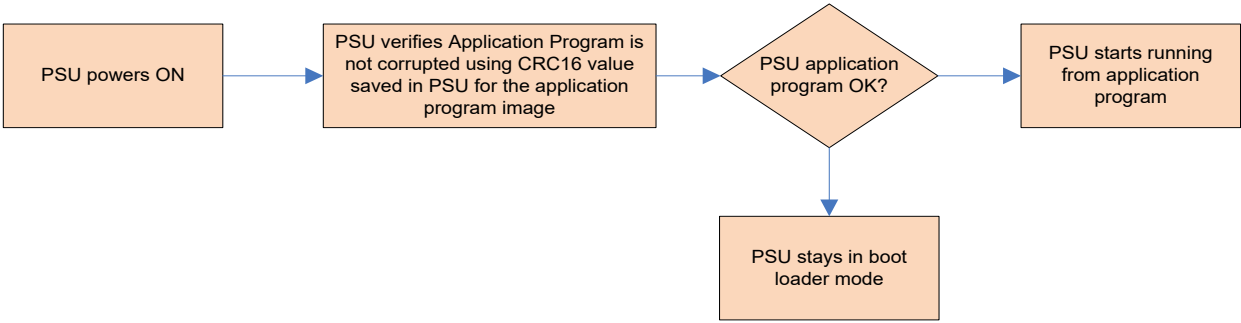 PSU powers ON
PSU verifies Application Program is
not corrupted using CRC16 value
saved in PSU for the application
program image
PSU application
program OK?
PSU starts running
from application
program
PSU stays in boot
loader mode